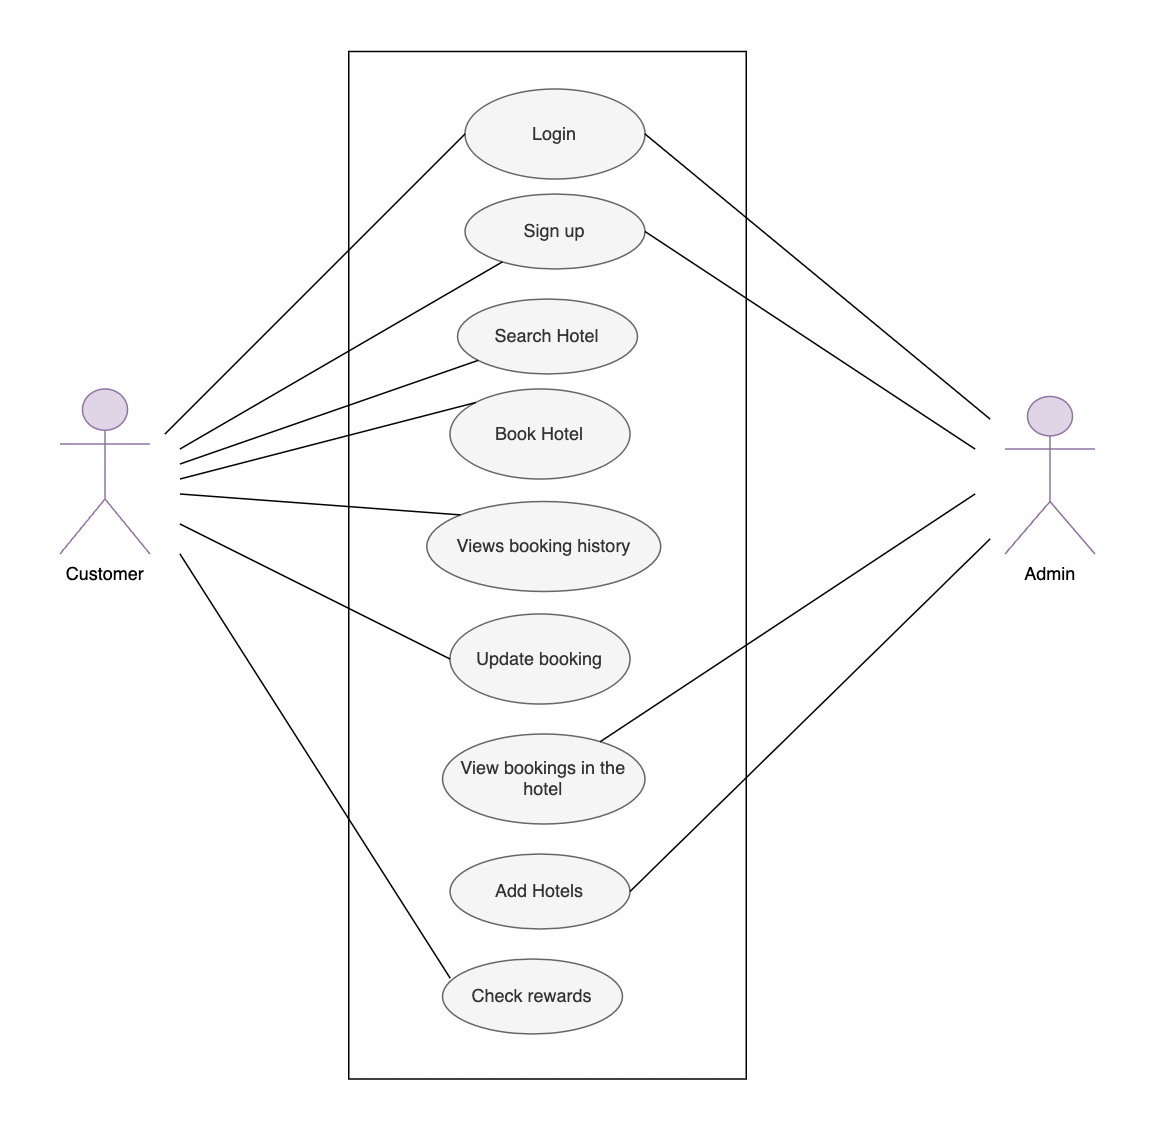 Login
Sign up
Search Hotel
Book Hotel
Views booking history
Customer
Admin
Update booking
View bookings in the
hotel
Add Hotels
Check rewards